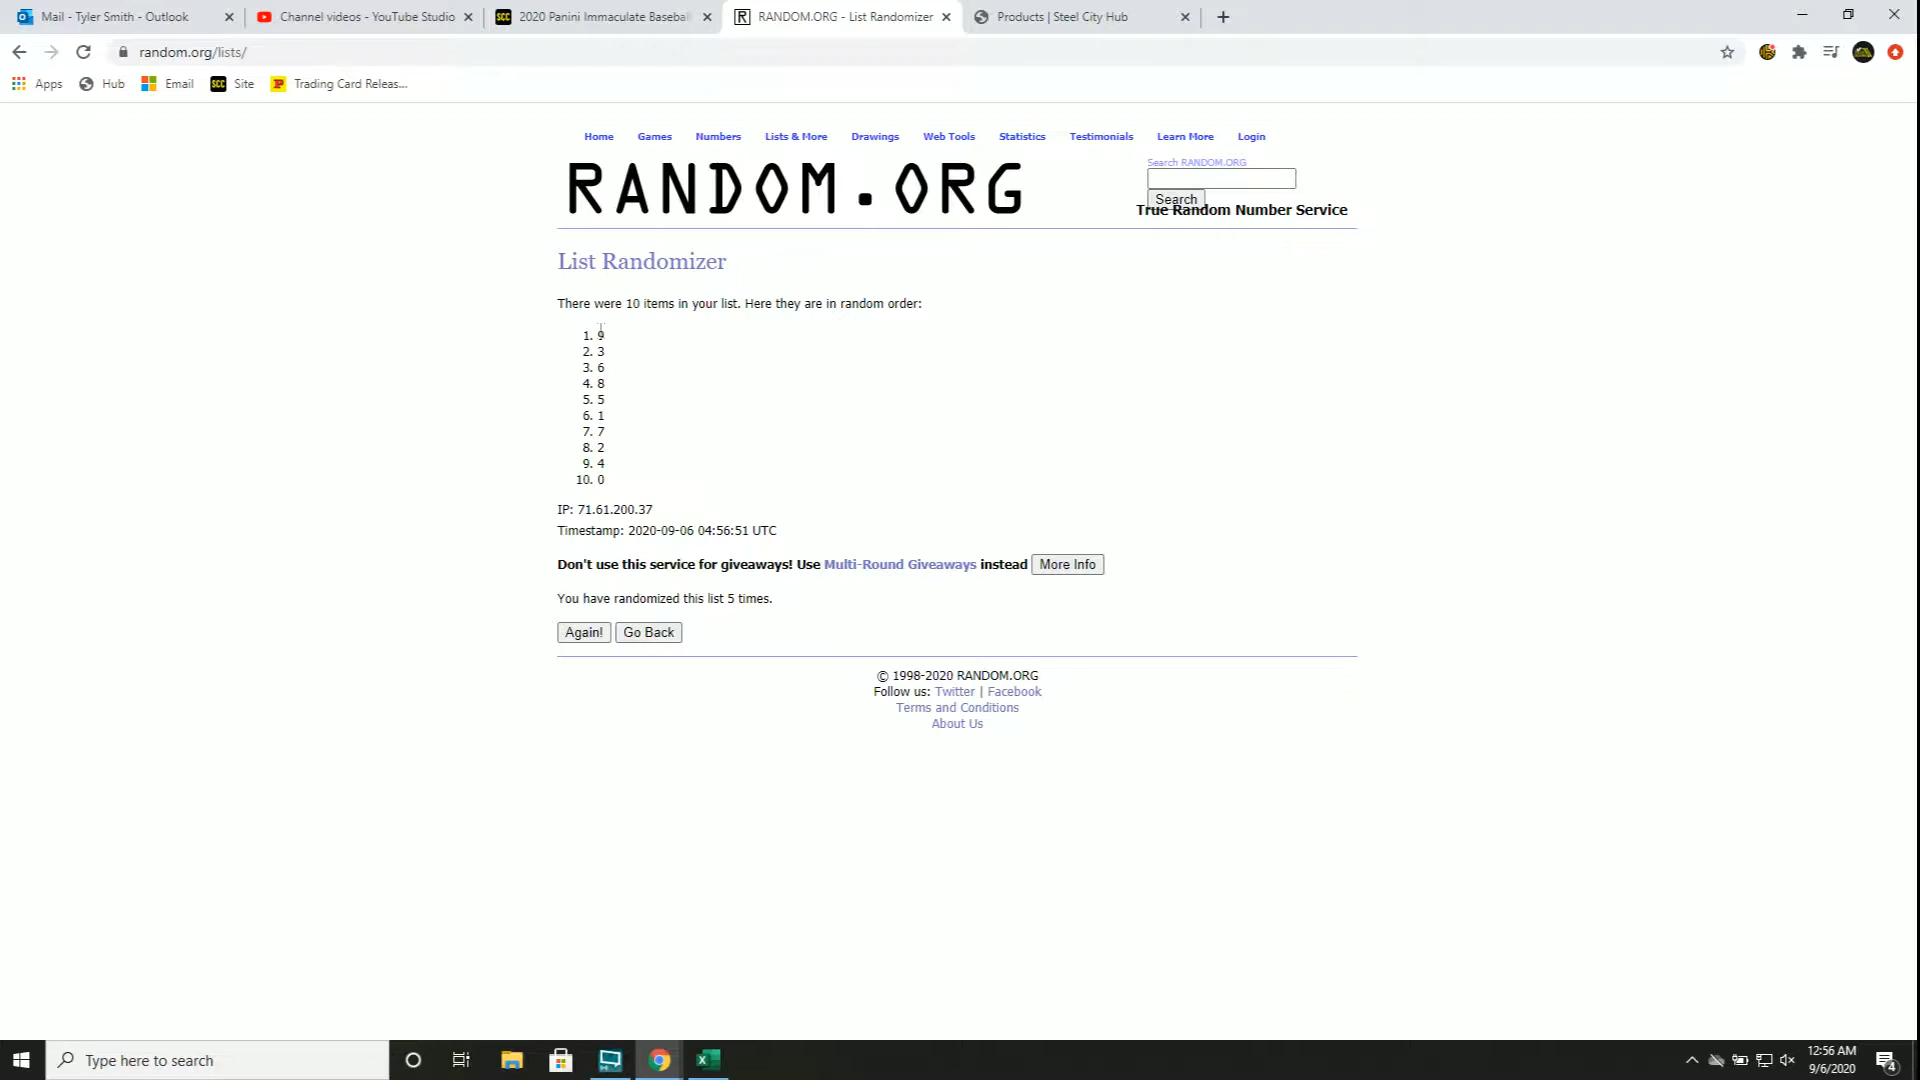 Mail - Tyler Smith - Outlook
Channel videos - YouTube Studio
SCC 2020 Panini Immaculate Baseball
R RANDOM.ORG - List Randomizer
Products | Steel City Hub
random.org/lists/
Apps Hub Email SCC Site Trading Card Releas...
Home Games Numbers Lists & More Drawings Web Tools Statistics Testimonials Learn More Login
Search RANDOM.ORG
RANDOM.ORG
Search
True Random Number Service
List Randomizer
There were 10 items in your list. Here they are in random order:
1. 9
2. 3
3. 6
4. 8
5. 5
6. 1
7. 7
8. 2
9. 4
10. 0
IP: 71.61.200.37
Timestamp: 2020-09-06 04:56:51 UTC
Don't use this service for giveaways! Use Multi-Round Giveaways instead More Info
You have randomized this list 5 times.
Again! Go Back
© 1998-2020 RANDOM.ORG
Follow us: Twitter | Facebook
Terms and Conditions
About Us
Type here to search
12:56 AM
9/6/2020
4